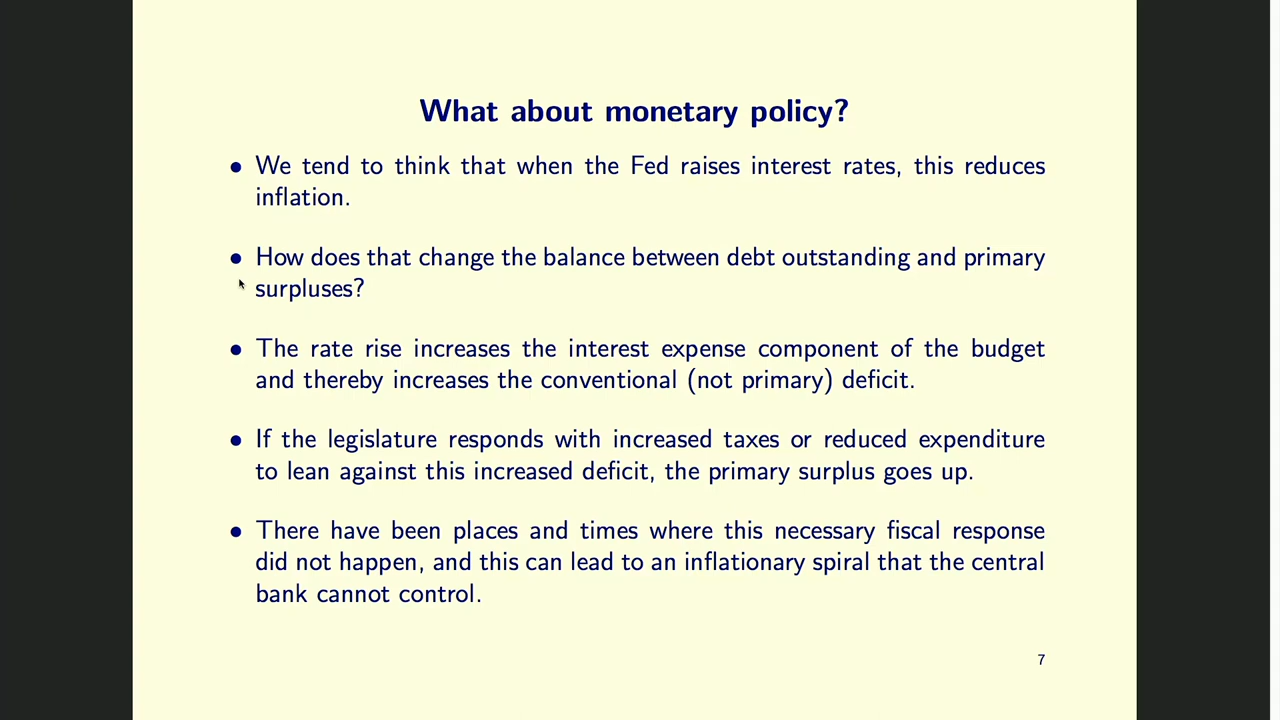 What about monetary policy?
• We tend to think that when the Fed raises interest rates, this reduces
inflation.
• How does that change the balance between debt outstanding and primary
surpluses?
• The rate rise increases the interest expense component of the budget
and thereby increases the conventional (not primary) deficit.
• If the legislature responds with increased taxes or reduced expenditure
to lean against this increased deficit, the primary surplus goes up.
• There have been places and times where this necessary fiscal response
did not happen, and this can lead to an inflationary spiral that the central
bank cannot control.
7